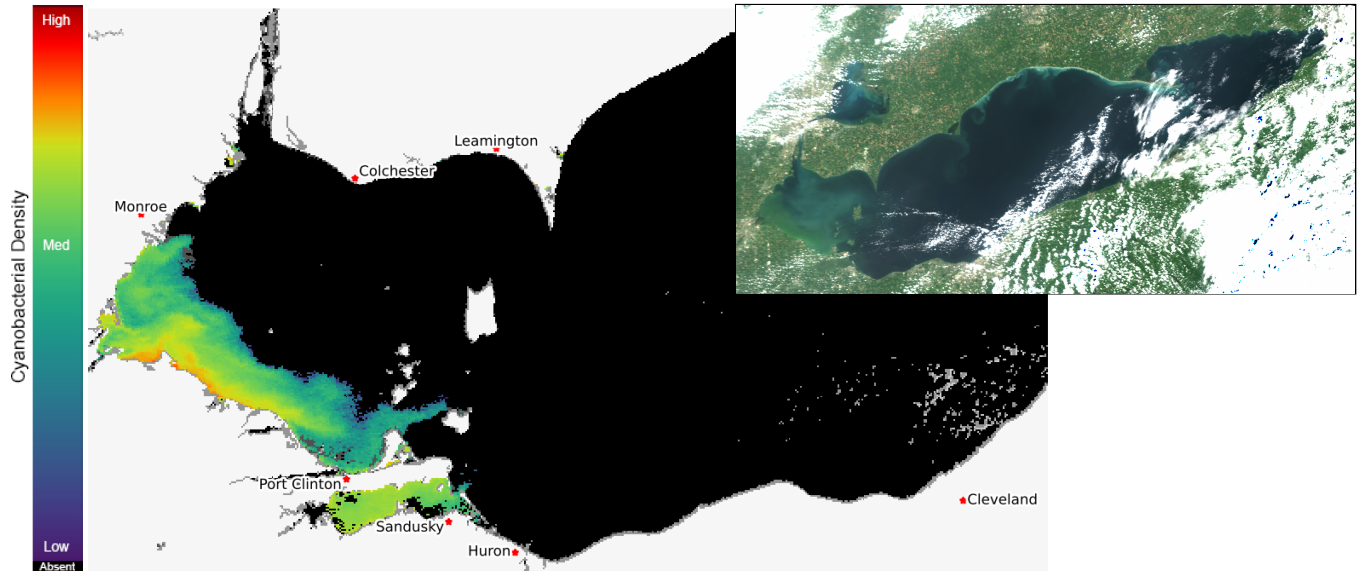 High
Cyanobacterial Density
Med
Low
Absent
Leamington
Colchester
Monroe
Port Clinton
Sandusky
Huron
Cleveland